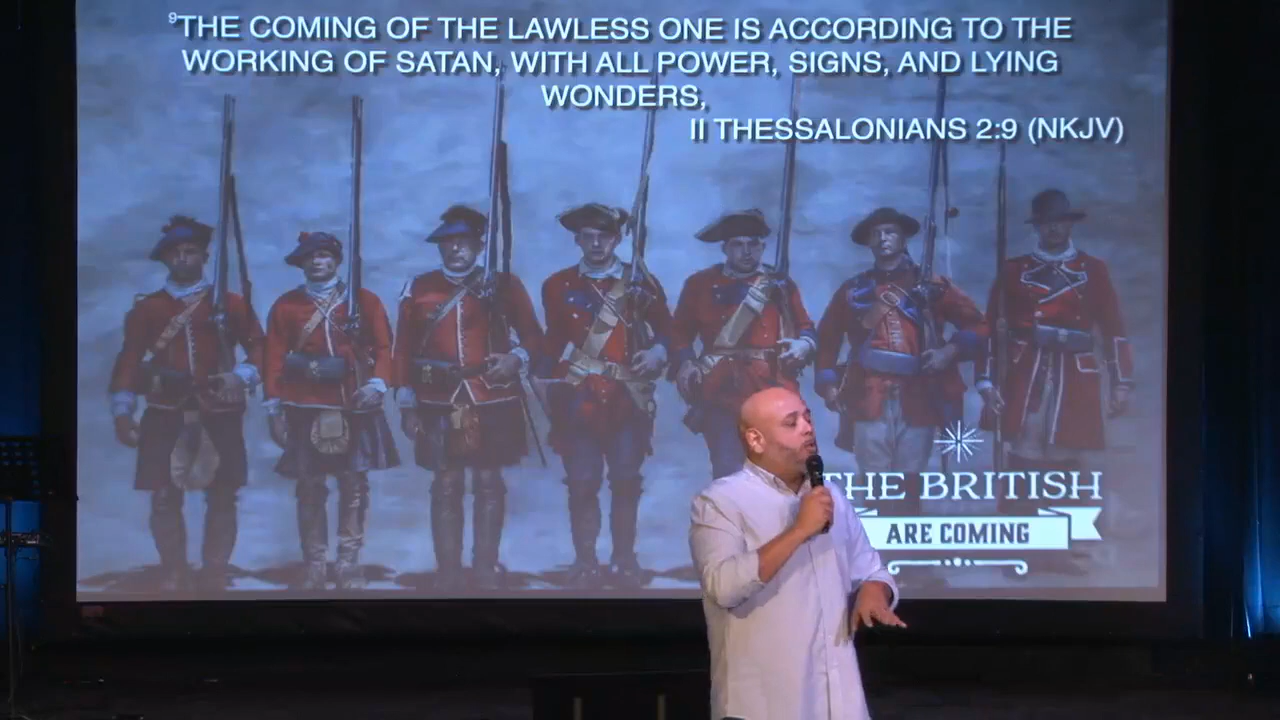 ⁹THE COMING OF THE LAWLESS ONE IS ACCORDING TO THE
WORKING OF SATAN, WITH ALL POWER, SIGNS, AND LYING
WONDERS,
II THESSALONIANS 2:9 (NKJV)
THE BRITISH
ARE COMING